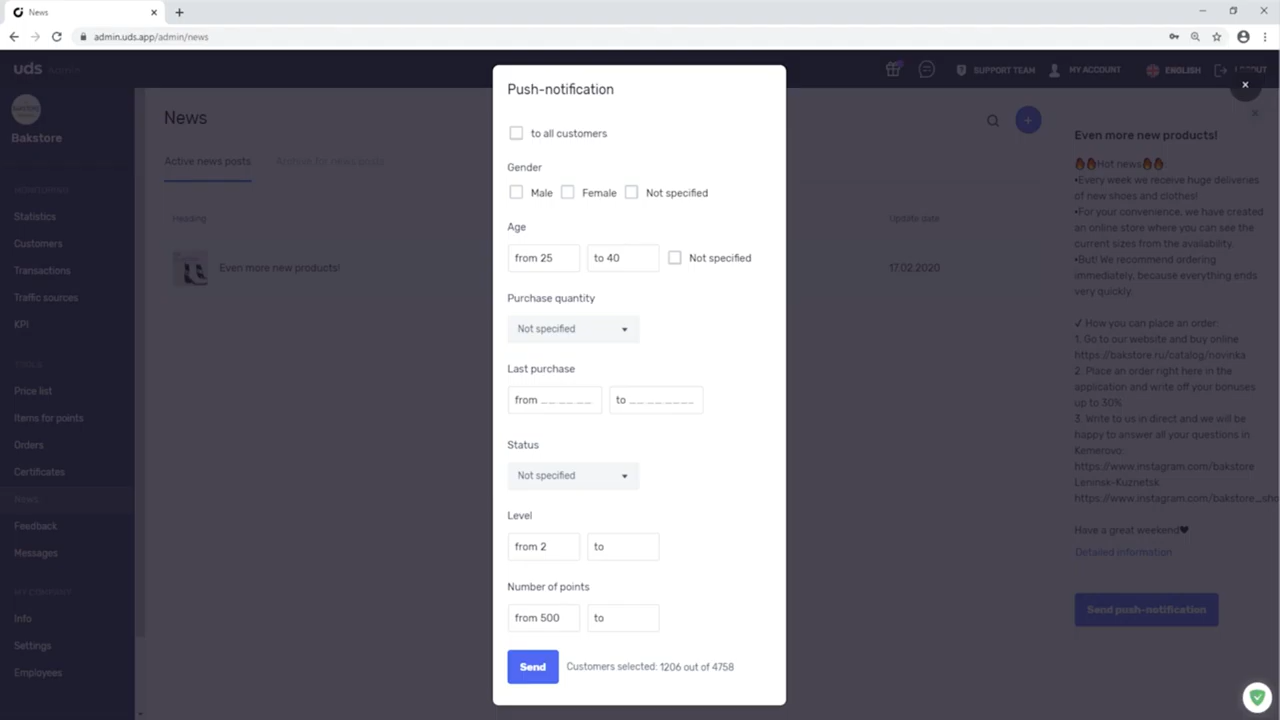 News
admin.uds.app/admin/news
uds Admin
SUPPORT TEAM
MY ACCOUNT
ENGLISH
LOGOUT
Bakstore
MONITORING
Statistics
Customers
Transactions
Traffic sources
KPI
TOOLS
Price list
Items for points
Orders
Certificates
News
Feedback
Messages
MY COMPANY
Info
Settings
Employees
News
Active news posts
Archive for news posts
Heading
Update date
Even more new products!
17.02.2020
Push-notification
to all customers
Gender
Male Female Not specified
Age
from 25 to 40 Not specified
Purchase quantity
Not specified
Last purchase
from __ __ __ to __ __ ____
Status
Not specified
Level
from 2 to
Number of points
from 500 to
Send Customers selected: 1206 out of 4758
Even more new products!
🔥🔥Hot news🔥🔥
•Every week we receive huge deliveries
of new shoes and clothes!
•For your convenience, we have created
an online store where you can see the
current sizes from the availability.
•But! We recommend ordering
immediately, because everything ends
very quickly.
✓ How you can place an order:
1. Go to our website and buy online
https://bakstore.ru/catalog/novinka
2. Place an order right here in the
application and write off your bonuses
up to 30%
3. Write to us in direct and we will be
happy to answer all your questions in
Kemerovo:
https://www.instagram.com/bakstore
Leninsk-Kuznetsk
https://www.instagram.com/bakstore_sho
Have a great weekend🖤
Detailed information
Send push-notification